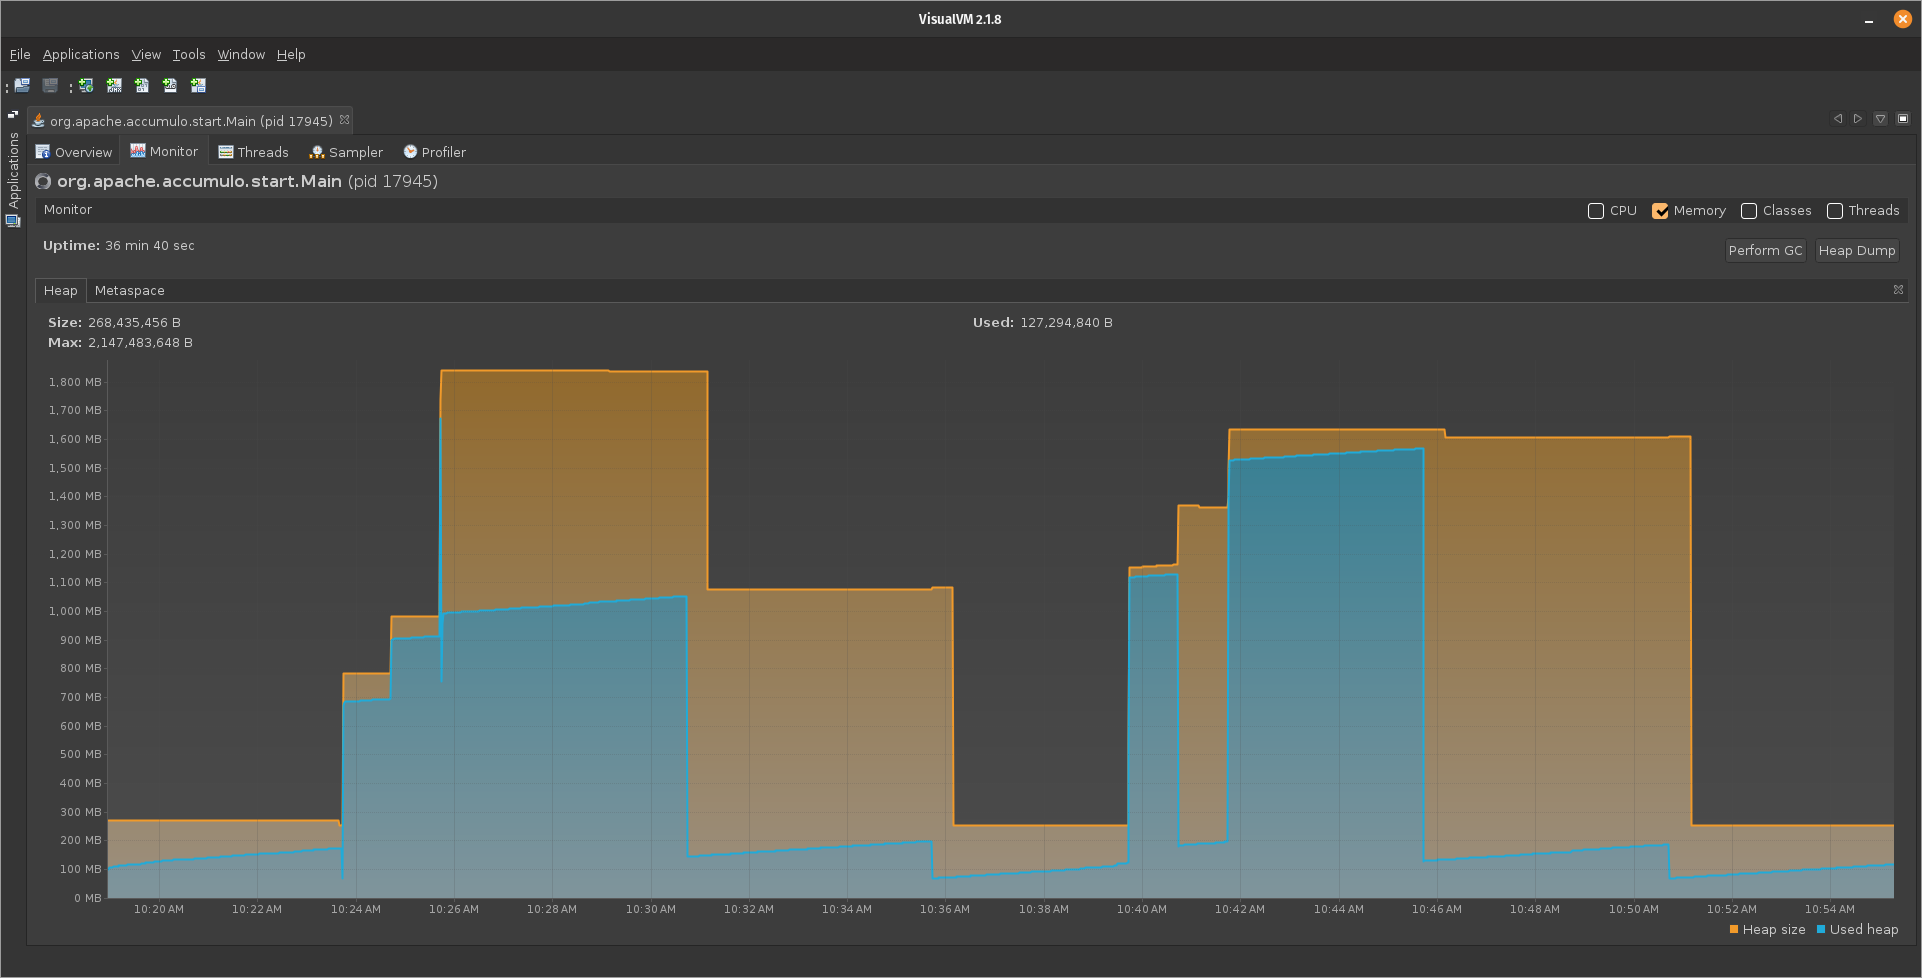 VisualVM 2.1.8
File Applications View Tools Window Help
Applications
org.apache.accumulo.start.Main (pid 17945)
Overview Monitor Threads Sampler Profiler
org.apache.accumulo.start.Main (pid 17945)
Monitor CPU Memory Classes Threads
Uptime: 36 min 40 sec
Perform GC Heap Dump
Heap Metaspace
Size: 268,435,456 B Used: 127,294,840 B
Max: 2,147,483,648 B
1,800 MB
1,700 MB
1,600 MB
1,500 MB
1,400 MB
1,300 MB
1,200 MB
1,100 MB
1,000 MB
900 MB
800 MB
700 MB
600 MB
500 MB
400 MB
300 MB
200 MB
100 MB
0 MB
10:20 AM 10:22 AM 10:24 AM 10:26 AM 10:28 AM 10:30 AM 10:32 AM 10:34 AM 10:36 AM 10:38 AM 10:40 AM 10:42 AM 10:44 AM 10:46 AM 10:48 AM 10:50 AM 10:52 AM 10:54 AM
Heap size Used heap